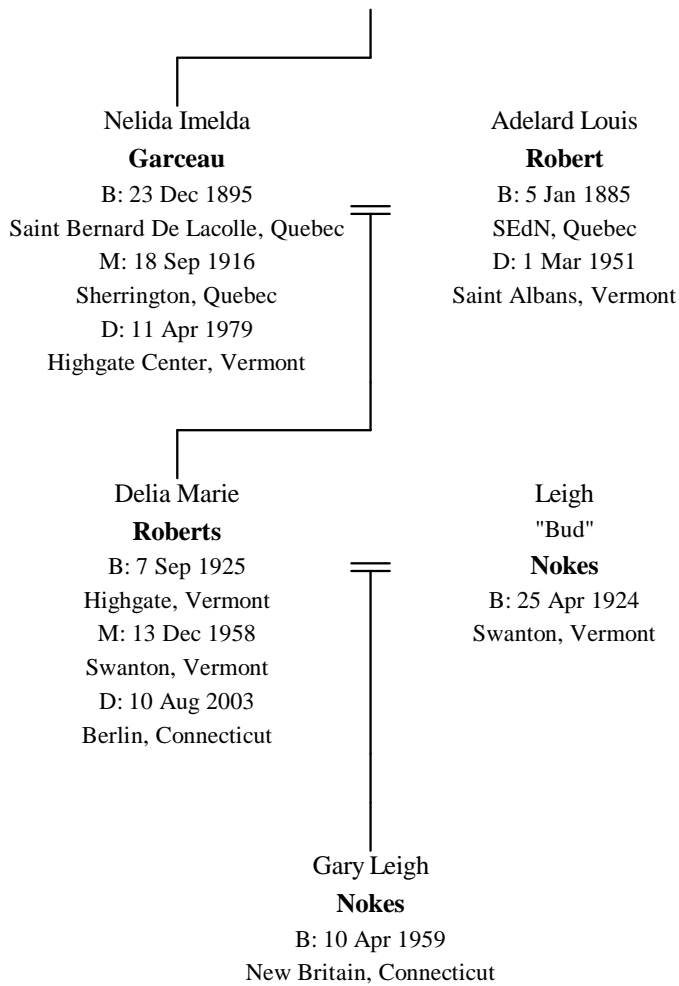 Nelida Imelda
Garceau
B: 23 Dec 1895
Saint Bernard De Lacolle, Quebec
M: 18 Sep 1916
Sherrington, Quebec
D: 11 Apr 1979
Highgate Center, Vermont
Adelard Louis
Robert
B: 5 Jan 1885
SEdN, Quebec
D: 1 Mar 1951
Saint Albans, Vermont
Delia Marie
Roberts
B: 7 Sep 1925
Highgate, Vermont
M: 13 Dec 1958
Swanton, Vermont
D: 10 Aug 2003
Berlin, Connecticut
Leigh
"Bud"
Nokes
B: 25 Apr 1924
Swanton, Vermont
Gary Leigh
Nokes
B: 10 Apr 1959
New Britain, Connecticut